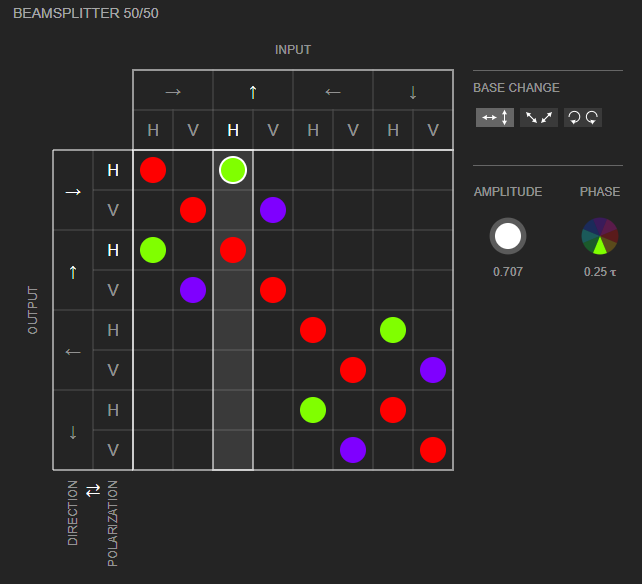 BEAMSPLITTER 50/50
INPUT
→ ↑ ← ↓
H V H V H V H V
BASE CHANGE
AMPLITUDE PHASE
0.707 0.25 τ
OUTPUT
→ H
V
↑ H
V
← H
V
↓ H
V
DIRECTION ⇄ POLARIZATION